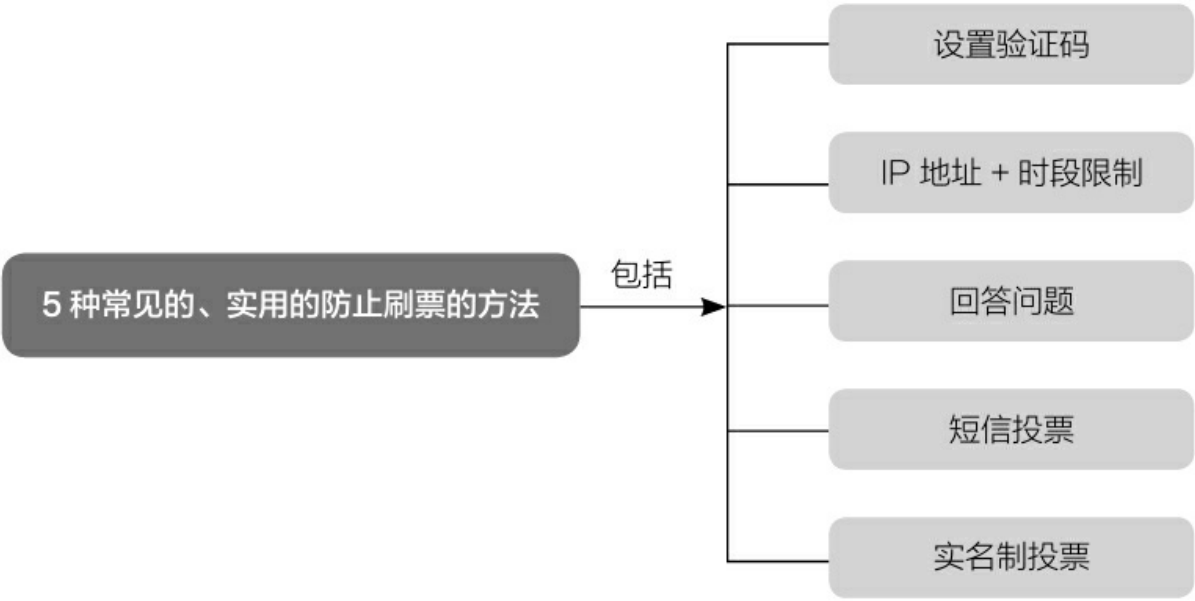 5 种常见的、实用的防止刷票的方法
包括
设置验证码
IP 地址 + 时段限制
回答问题
短信投票
实名制投票